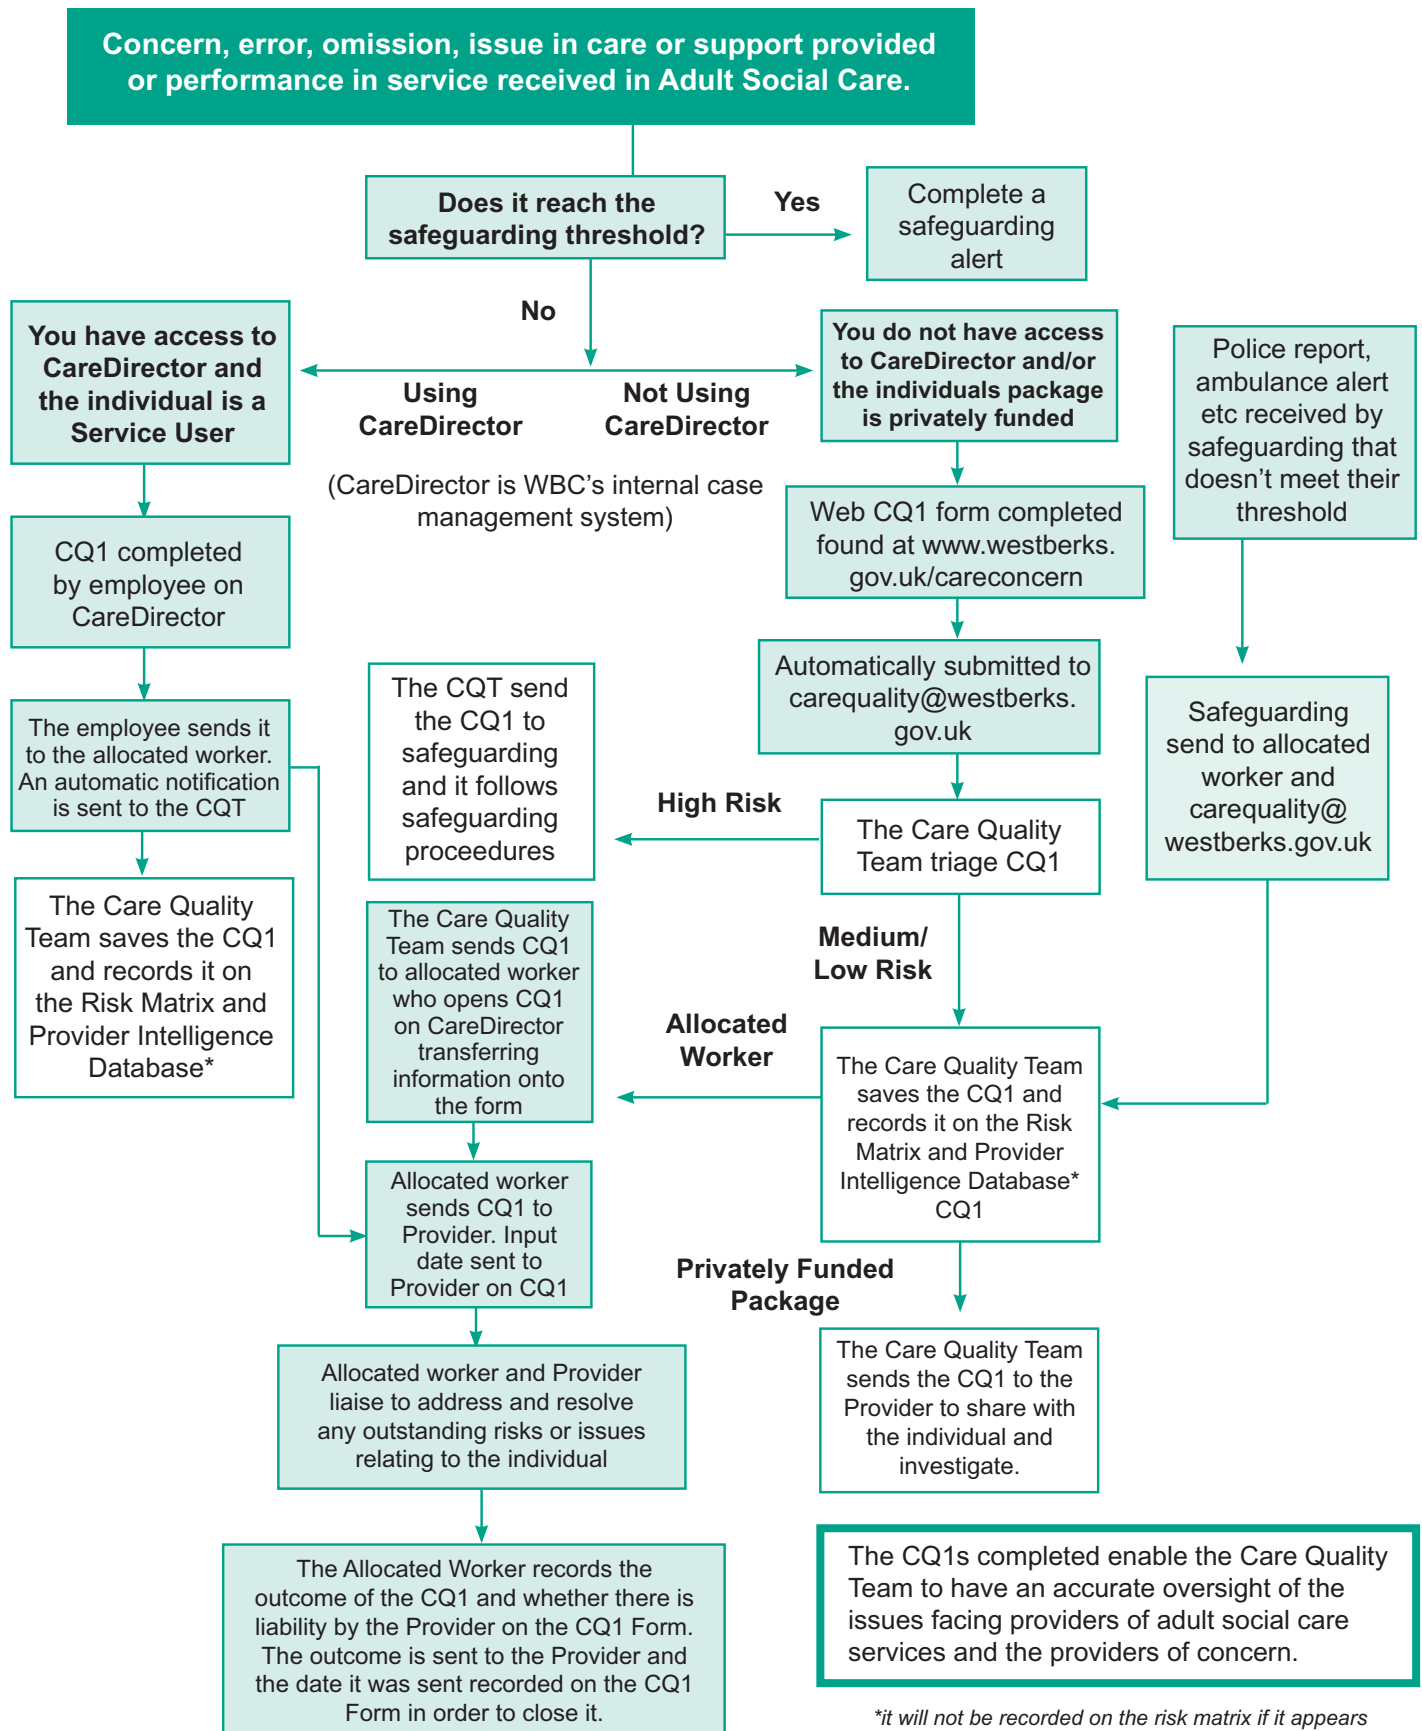 Concern, error, omission, issue in care or support provided
or performance in service received in Adult Social Care.
Does it reach the
safeguarding threshold?
Yes
Complete a
safeguarding
alert
No
You have access to
CareDirector and
the individual is a
Service User
Using
CareDirector
Not Using
CareDirector
(CareDirector is WBC's internal case
management system)
You do not have access
to CareDirector and/or
the individuals package
is privately funded
Police report,
ambulance alert
etc received by
safeguarding that
doesn't meet their
threshold
CQ1 completed
by employee on
CareDirector
Web CQ1 form completed
found at www.westberks.
gov.uk/careconcern
The employee sends it
to the allocated worker.
An automatic notification
is sent to the CQT
The CQT send
the CQ1 to
safeguarding
and it follows
safeguarding
proceedures
Automatically submitted to
carequality@westberks.
gov.uk
Safeguarding
send to allocated
worker and
carequality@
westberks.gov.uk
High Risk
The Care Quality
Team triage CQ1
The Care Quality
Team saves the CQ1
and records it on
the Risk Matrix and
Provider Intelligence
Database*
The Care Quality
Team sends CQ1
to allocated worker
who opens CQ1
on CareDirector
transferring
information onto
the form
Medium/
Low Risk
Allocated
Worker
The Care Quality Team
saves the CQ1 and
records it on the Risk
Matrix and Provider
Intelligence Database*
CQ1
Allocated worker
sends CQ1 to
Provider. Input
date sent to
Provider on CQ1
Privately Funded
Package
The Care Quality Team
sends the CQ1 to the
Provider to share with
the individual and
investigate.
Allocated worker and Provider
liaise to address and resolve
any outstanding risks or issues
relating to the individual
The Allocated Worker records the
outcome of the CQ1 and whether there is
liability by the Provider on the CQ1 Form.
The outcome is sent to the Provider and
the date it was sent recorded on the CQ1
Form in order to close it.
The CQ1s completed enable the Care Quality
Team to have an accurate oversight of the
issues facing providers of adult social care
services and the providers of concern.
*it will not be recorded on the risk matrix if it appears